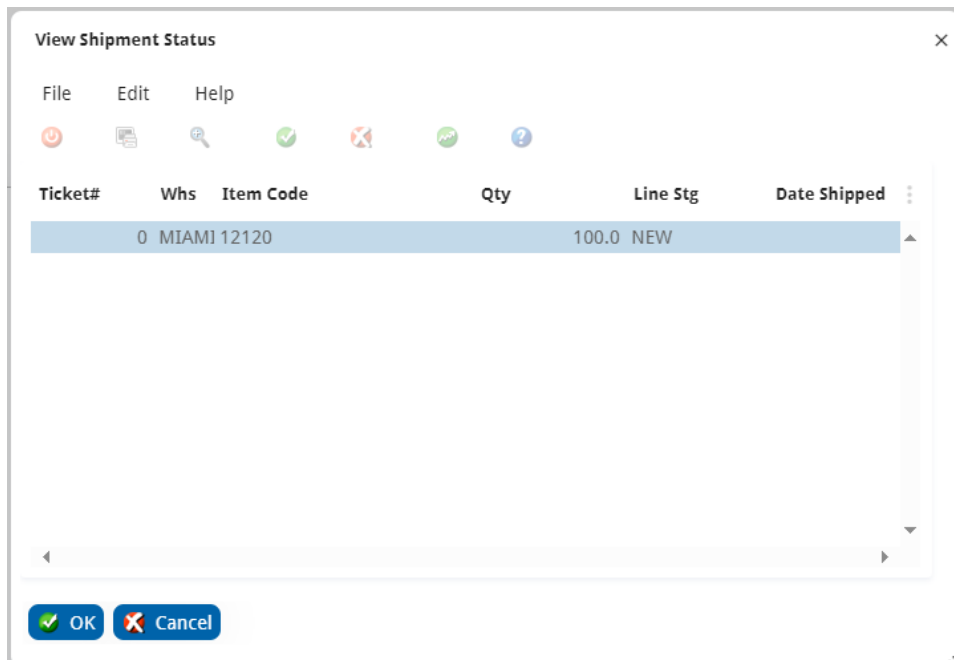 View Shipment Status
File Edit Help
Ticket# Whs Item Code Qty Line Stg Date Shipped
0 MIAMI 12120 100.0 NEW
OK Cancel